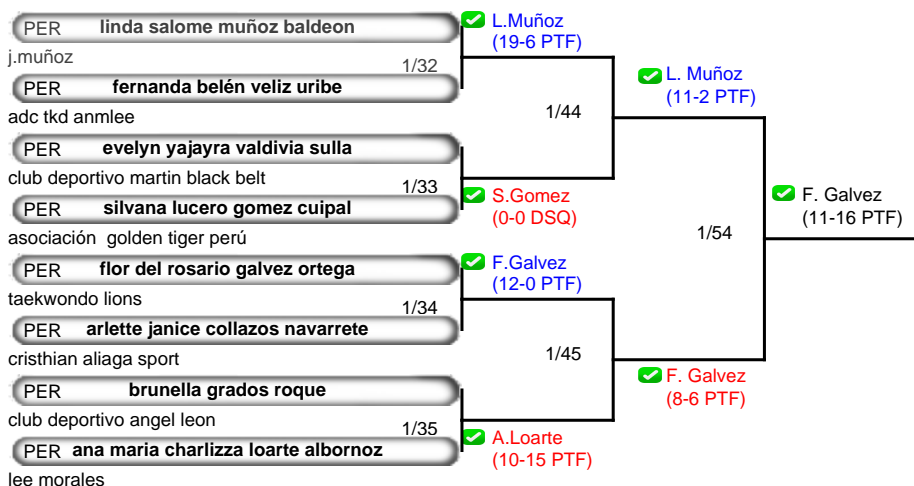 PER linda salome muñoz baldeon
j.muñoz
1/32
PER fernanda belén veliz uribe
adc tkd anmlee
L.Muñoz
(19-6 PTF)
PER evelyn yajayra valdivia sulla
club deportivo martin black belt
1/33
PER silvana lucero gomez cuipal
asociación golden tiger perú
S.Gomez
(0-0 DSQ)
1/44
L. Muñoz
(11-2 PTF)
PER flor del rosario galvez ortega
taekwondo lions
1/34
PER arlette janice collazos navarrete
cristhian aliaga sport
F.Galvez
(12-0 PTF)
PER brunella grados roque
club deportivo angel leon
1/35
PER ana maria charlizza loarte albornoz
lee morales
A.Loarte
(10-15 PTF)
1/45
F. Galvez
(8-6 PTF)
1/54
F. Galvez
(11-16 PTF)